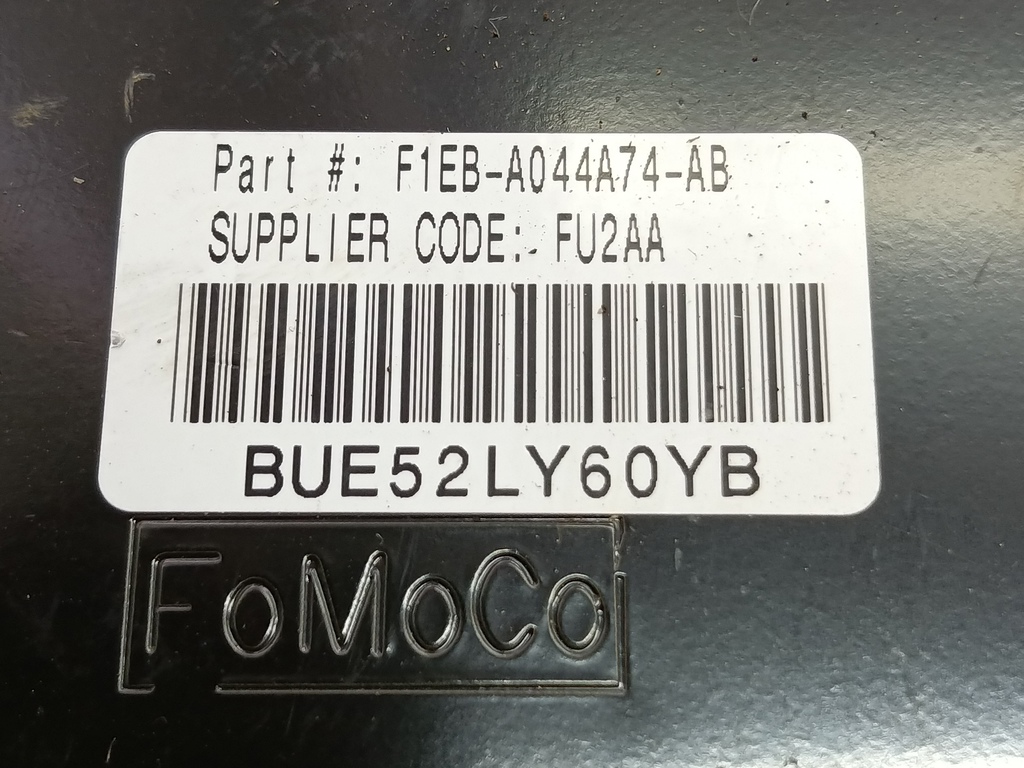 Part #: F1EB-A044A74-AB
SUPPLIER CODE: FU2AA
BUE52LY60YB
FoMoCo